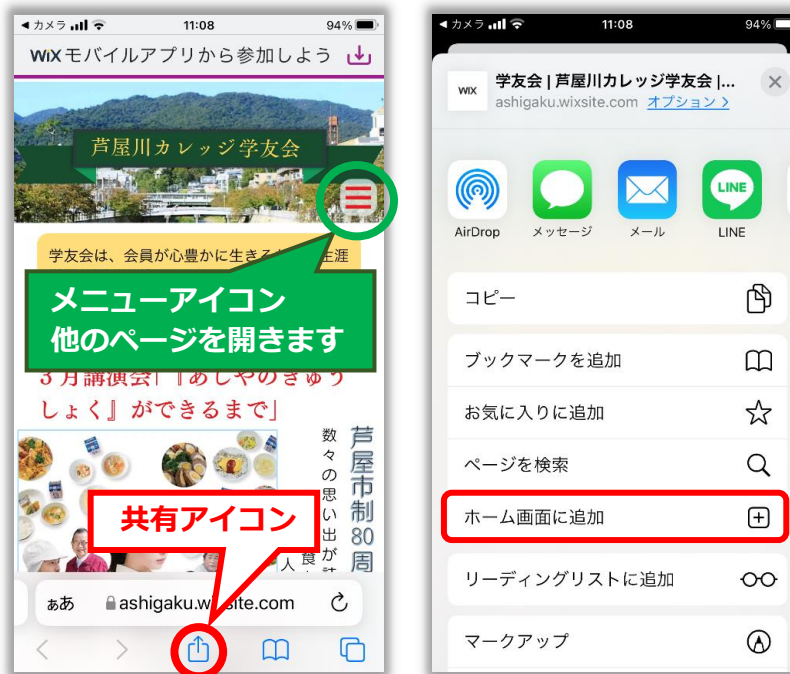 ◀ カメラ 11:08 94%
WiX モバイルアプリから参加しよう
芦屋川カレッジ学友会
学友会は、会員が心豊かに生き
生涯
メニューアイコン
他のページを開きます
3月講演会「『あしやのきゅう
しょく』ができるまで」
芦屋市制80周
数々の思い出が
食
人
共有アイコン
ぁあ ashigaku.wixsite.com
◀ カメラ 11:08 94%
WiX
学友会 | 芦屋川カレッジ学友会 |...
ashigaku.wixsite.com オプション >
LINE
AirDrop メッセージ メール LINE
コピー
ブックマークを追加
お気に入りに追加
ページを検索
ホーム画面に追加
リーディングリストに追加
マークアップ